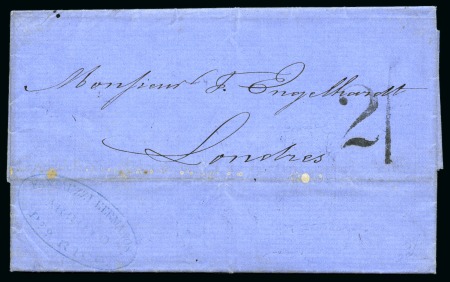 Monsieur F. Engelhardt
2/
Londres